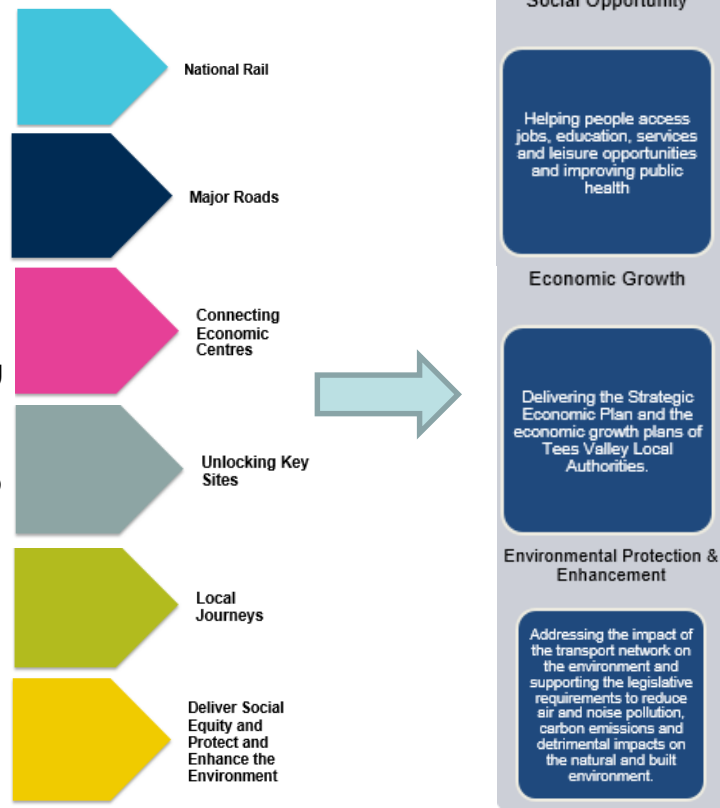 National Rail
Major Roads
Connecting
Economic
Centres
Unlocking Key
Sites
Local
Journeys
Deliver Social
Equity and
Protect and
Enhance the
Environment
Social Opportunity
Helping people access
jobs, education, services
and leisure opportunities
and improving public
health
Economic Growth
Delivering the Strategic
Economic Plan and the
economic growth plans of
Tees Valley Local
Authorities.
Environmental Protection &
Enhancement
Addressing the impact of
the transport network on
the environment and
supporting the legislative
requirements to reduce
air and noise pollution,
carbon emissions and
detrimental impacts on
the natural and built
environment.